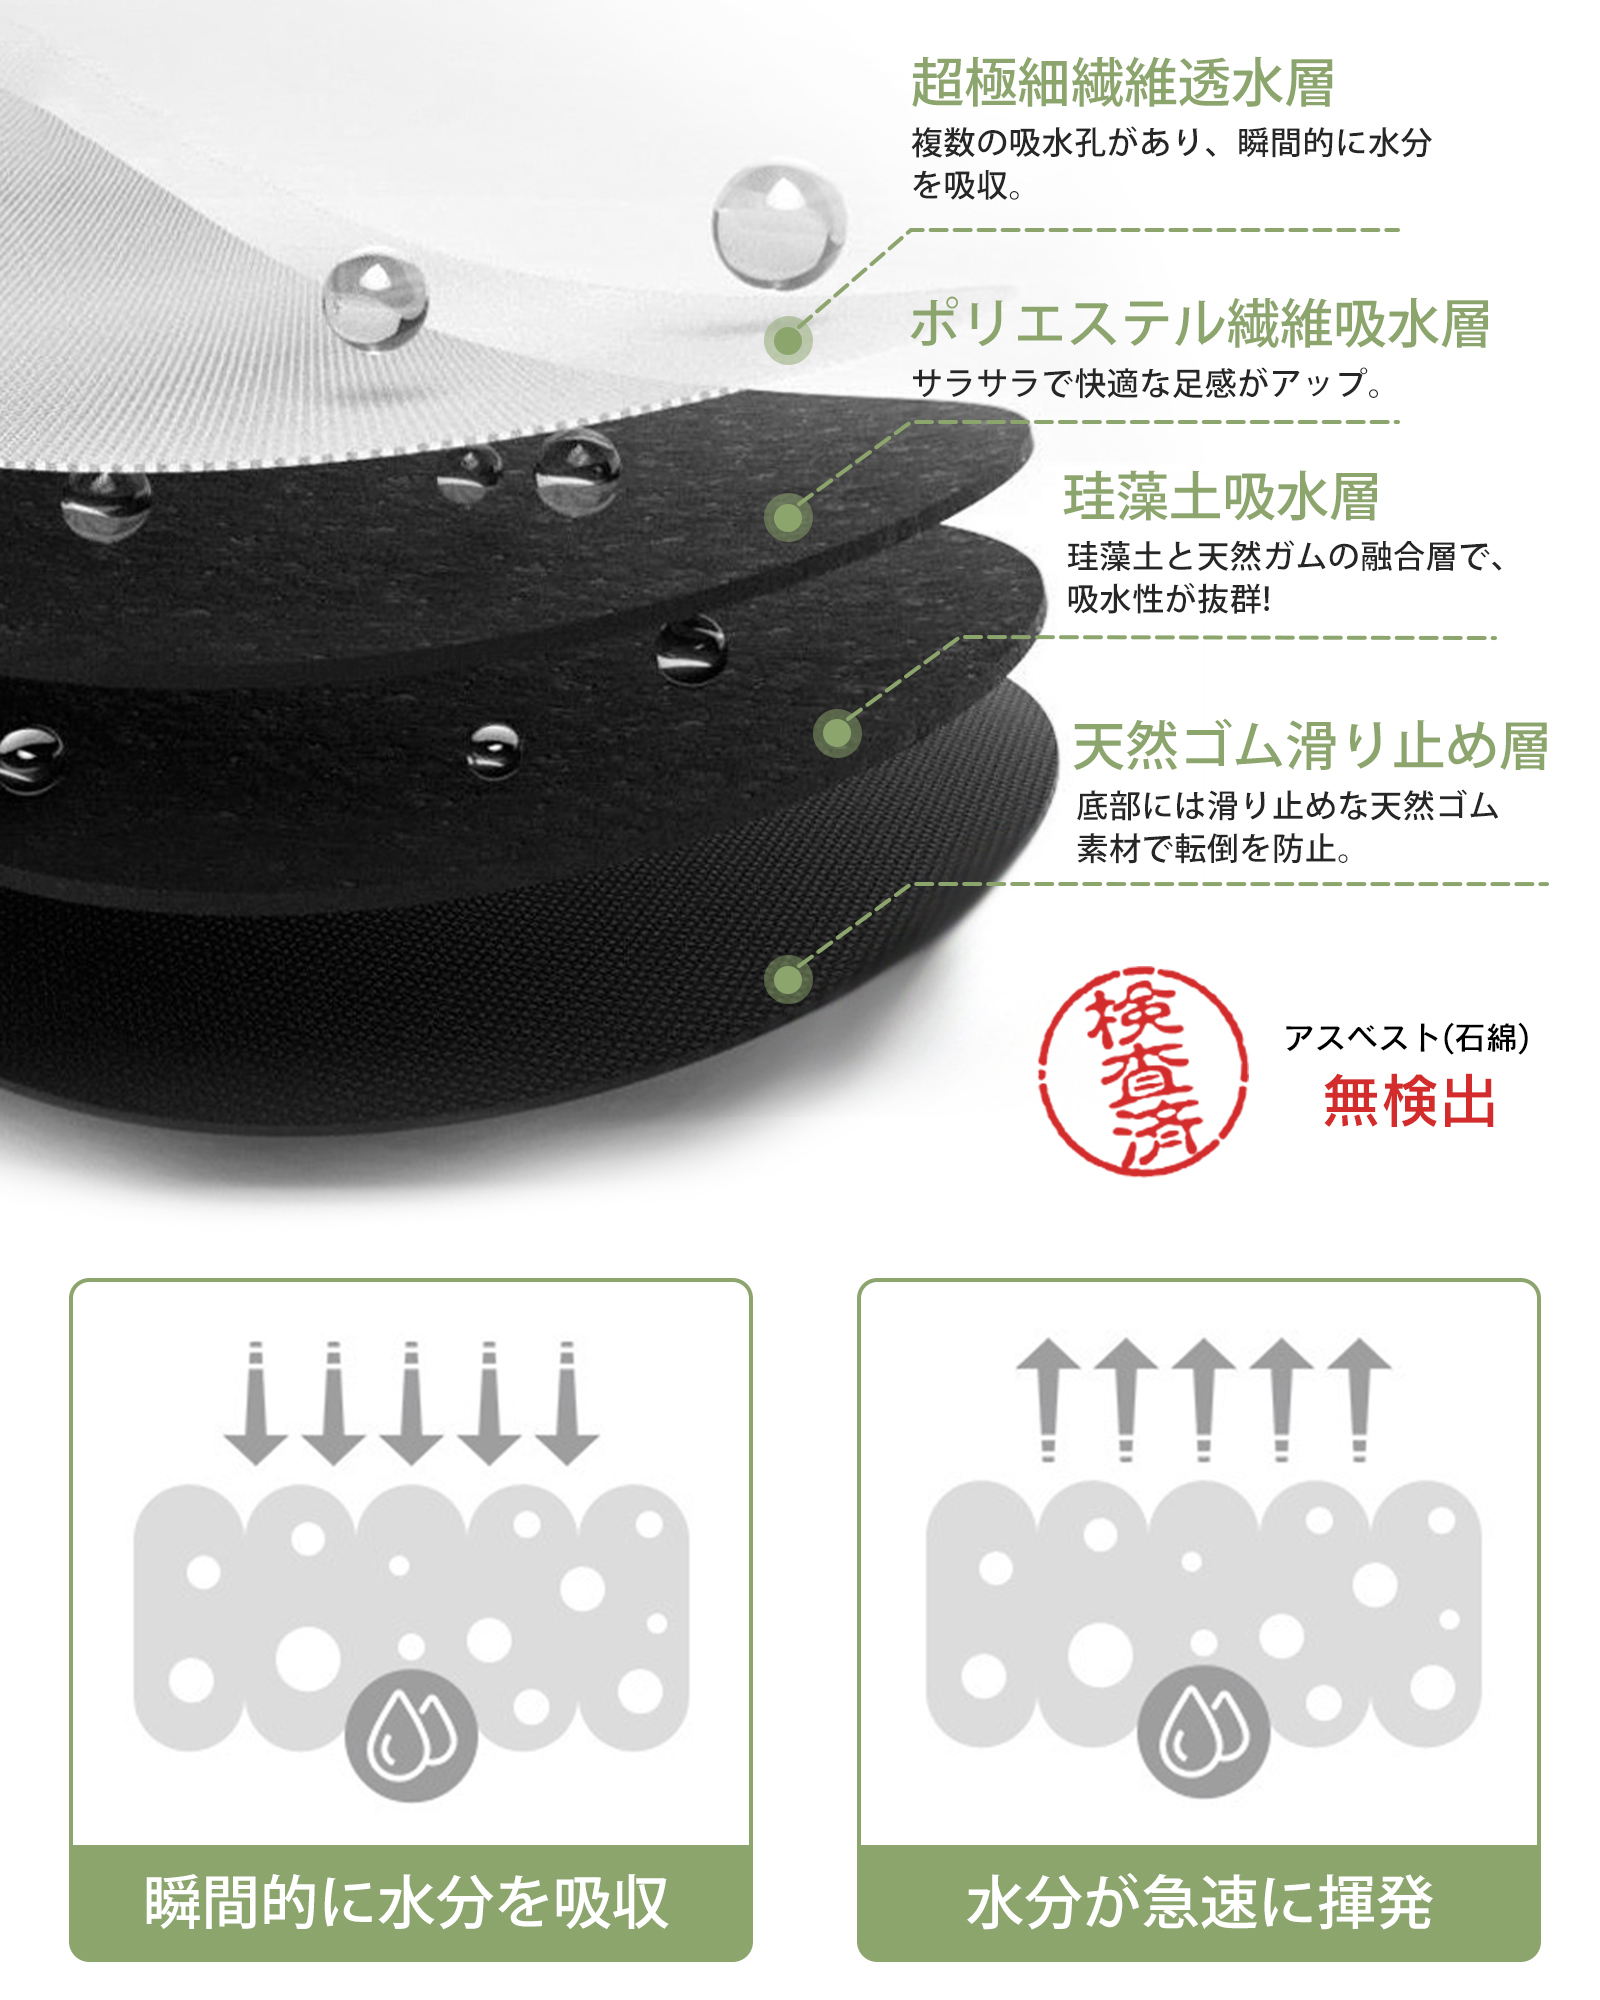 超極細繊維透水層
複数の吸水孔があり、瞬間的に水分
を吸収。
ポリエステル繊維吸水層
サラサラで快適な足感がアップ。
珪藻土吸水層
珪藻土と天然ガムの融合層で、
吸水性が抜群!
天然ゴム滑り止め層
底部には滑り止めな天然ゴム
素材で転倒を防止。
検査済
アスベスト(石綿)
無検出
瞬間的に水分を吸収
水分が急速に揮発